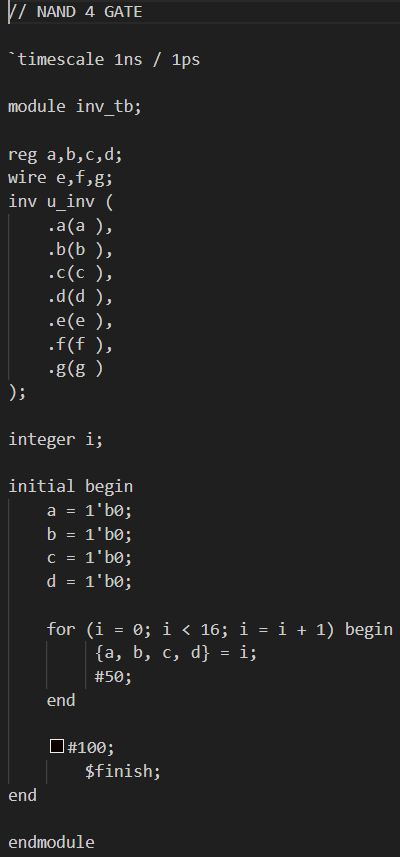 // NAND 4 GATE
`timescale 1ns / 1ps
module inv_tb;
reg a,b,c,d;
wire e,f,g;
inv u_inv (
    .a(a ),
    .b(b ),
    .c(c ),
    .d(d ),
    .e(e ),
    .f(f ),
    .g(g )
);
integer i;
initial begin
    a = 1'b0;
    b = 1'b0;
    c = 1'b0;
    d = 1'b0;
    for (i = 0; i < 16; i = i + 1) begin
         {a, b, c, d} = i;
         #50;
    end
    #100;
        $finish;
end
endmodule